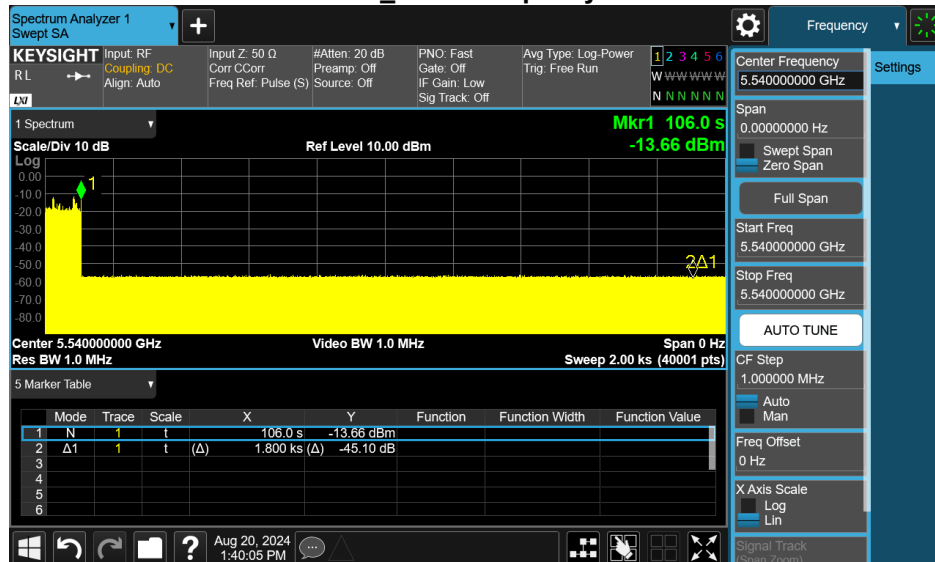 Spectrum Analyzer 1
Swept SA
+
Frequency
KEYSIGHT
R L
LXI
Input: RF
Coupling: DC
Align: Auto
Input Z: 50 Ω
Corr CCorr
Freq Ref: Pulse (S)
#Atten: 20 dB
Preamp: Off
Source: Off
PNO: Fast
Gate: Off
IF Gain: Low
Sig Track: Off
Avg Type: Log-Power
Trig: Free Run
1 2 3 4 5 6
W W W W W W
N N N N N N
1 Spectrum
Mkr1 106.0 s
-13.66 dBm
Scale/Div 10 dB
Ref Level 10.00 dBm
Log
0.00
-10.0
-20.0
-30.0
-40.0
-50.0
-60.0
-70.0
-80.0
1
2Δ1
Center 5.540000000 GHz
Video BW 1.0 MHz
Span 0 Hz
Res BW 1.0 MHz
Sweep 2.00 ks (40001 pts)
5 Marker Table
Mode Trace Scale X Y Function Function Width Function Value
1 N 1 t 106.0 s -13.66 dBm
2 Δ1 1 t (Δ) 1.800 ks (Δ) -45.10 dB
3
4
5
6
Aug 20, 2024
1:40:05 PM
Center Frequency
5.540000000 GHz
Settings
Span
0.00000000 Hz
Swept Span
Zero Span
Full Span
Start Freq
5.540000000 GHz
Stop Freq
5.540000000 GHz
AUTO TUNE
CF Step
1.000000 MHz
Auto
Man
Freq Offset
0 Hz
X Axis Scale
Log
Lin
Signal Track
(Span Zoom)